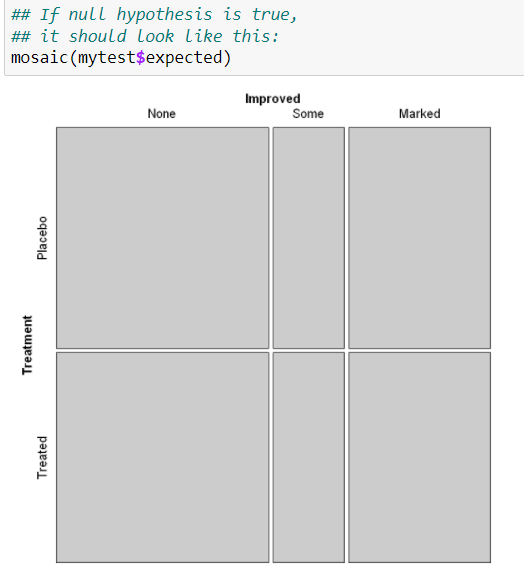 ## If null hypothesis is true,
## it should look like this:
mosaic(mytest$expected)
Improved
None Some Marked
Treatment
Placebo
Treated